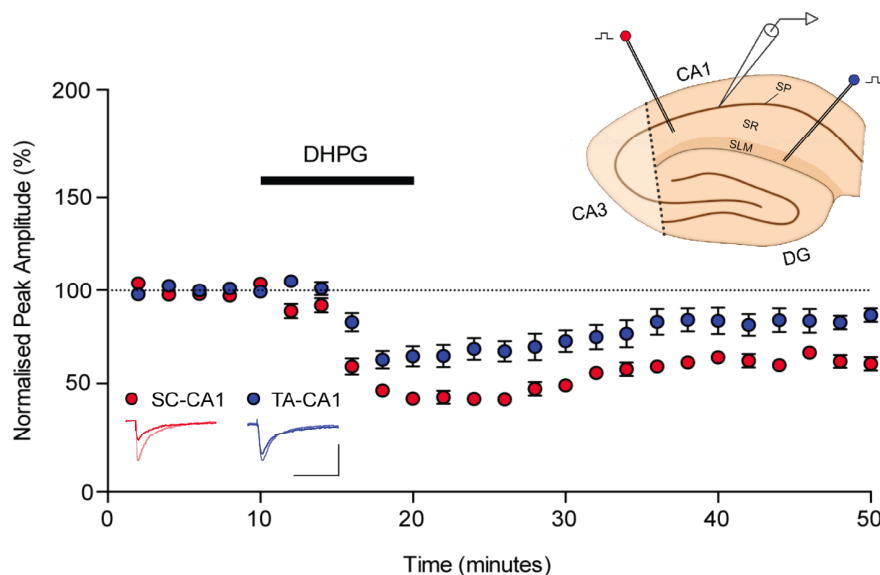 Normalised Peak Amplitude (%)
200
150
100
50
0
DHPG
SC-CA1 TA-CA1
0 10 20 30 40 50
Time (minutes)
CA1
SP
SR
SLM
CA3
DG